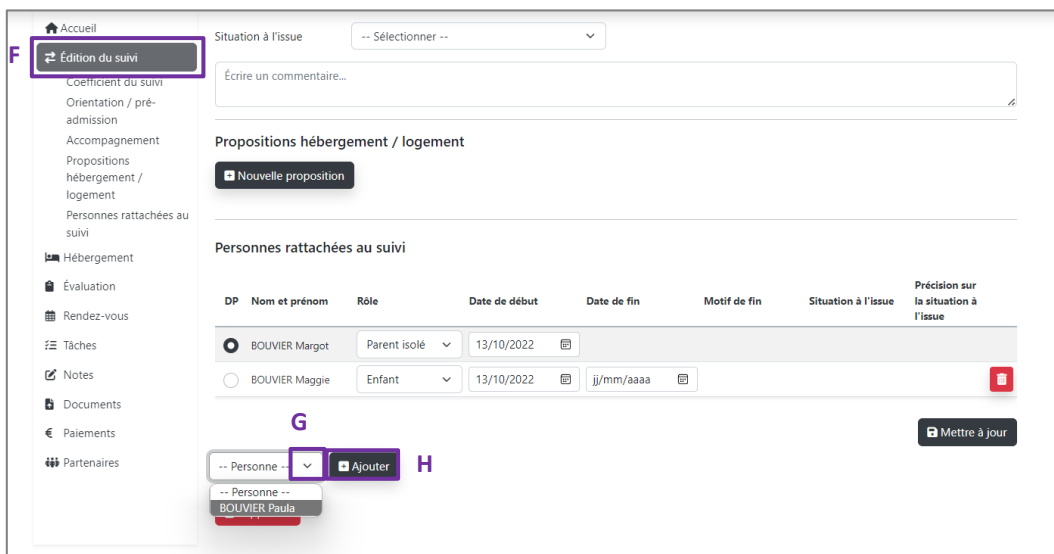 Accueil
F
Édition du suivi
Coefficient du suivi
Orientation / pré-
admission
Accompagnement
Propositions
hébergement /
logement
Personnes rattachées au
suivi
Hébergement
Évaluation
Rendez-vous
Tâches
Notes
Documents
Paiements
Partenaires
Situation à l'issue
-- Sélectionner --
Écrire un commentaire...
Propositions hébergement / logement
Nouvelle proposition
Personnes rattachées au suivi
DP Nom et prénom Rôle Date de début Date de fin Motif de fin Situation à l'issue Précision sur
la situation à
l'issue
BOUVIER Margot Parent isolé 13/10/2022
BOUVIER Maggie Enfant 13/10/2022 jj/mm/aaaa
Mettre à jour
G
-- Personne -- Ajouter H
-- Personne --
BOUVIER Paula